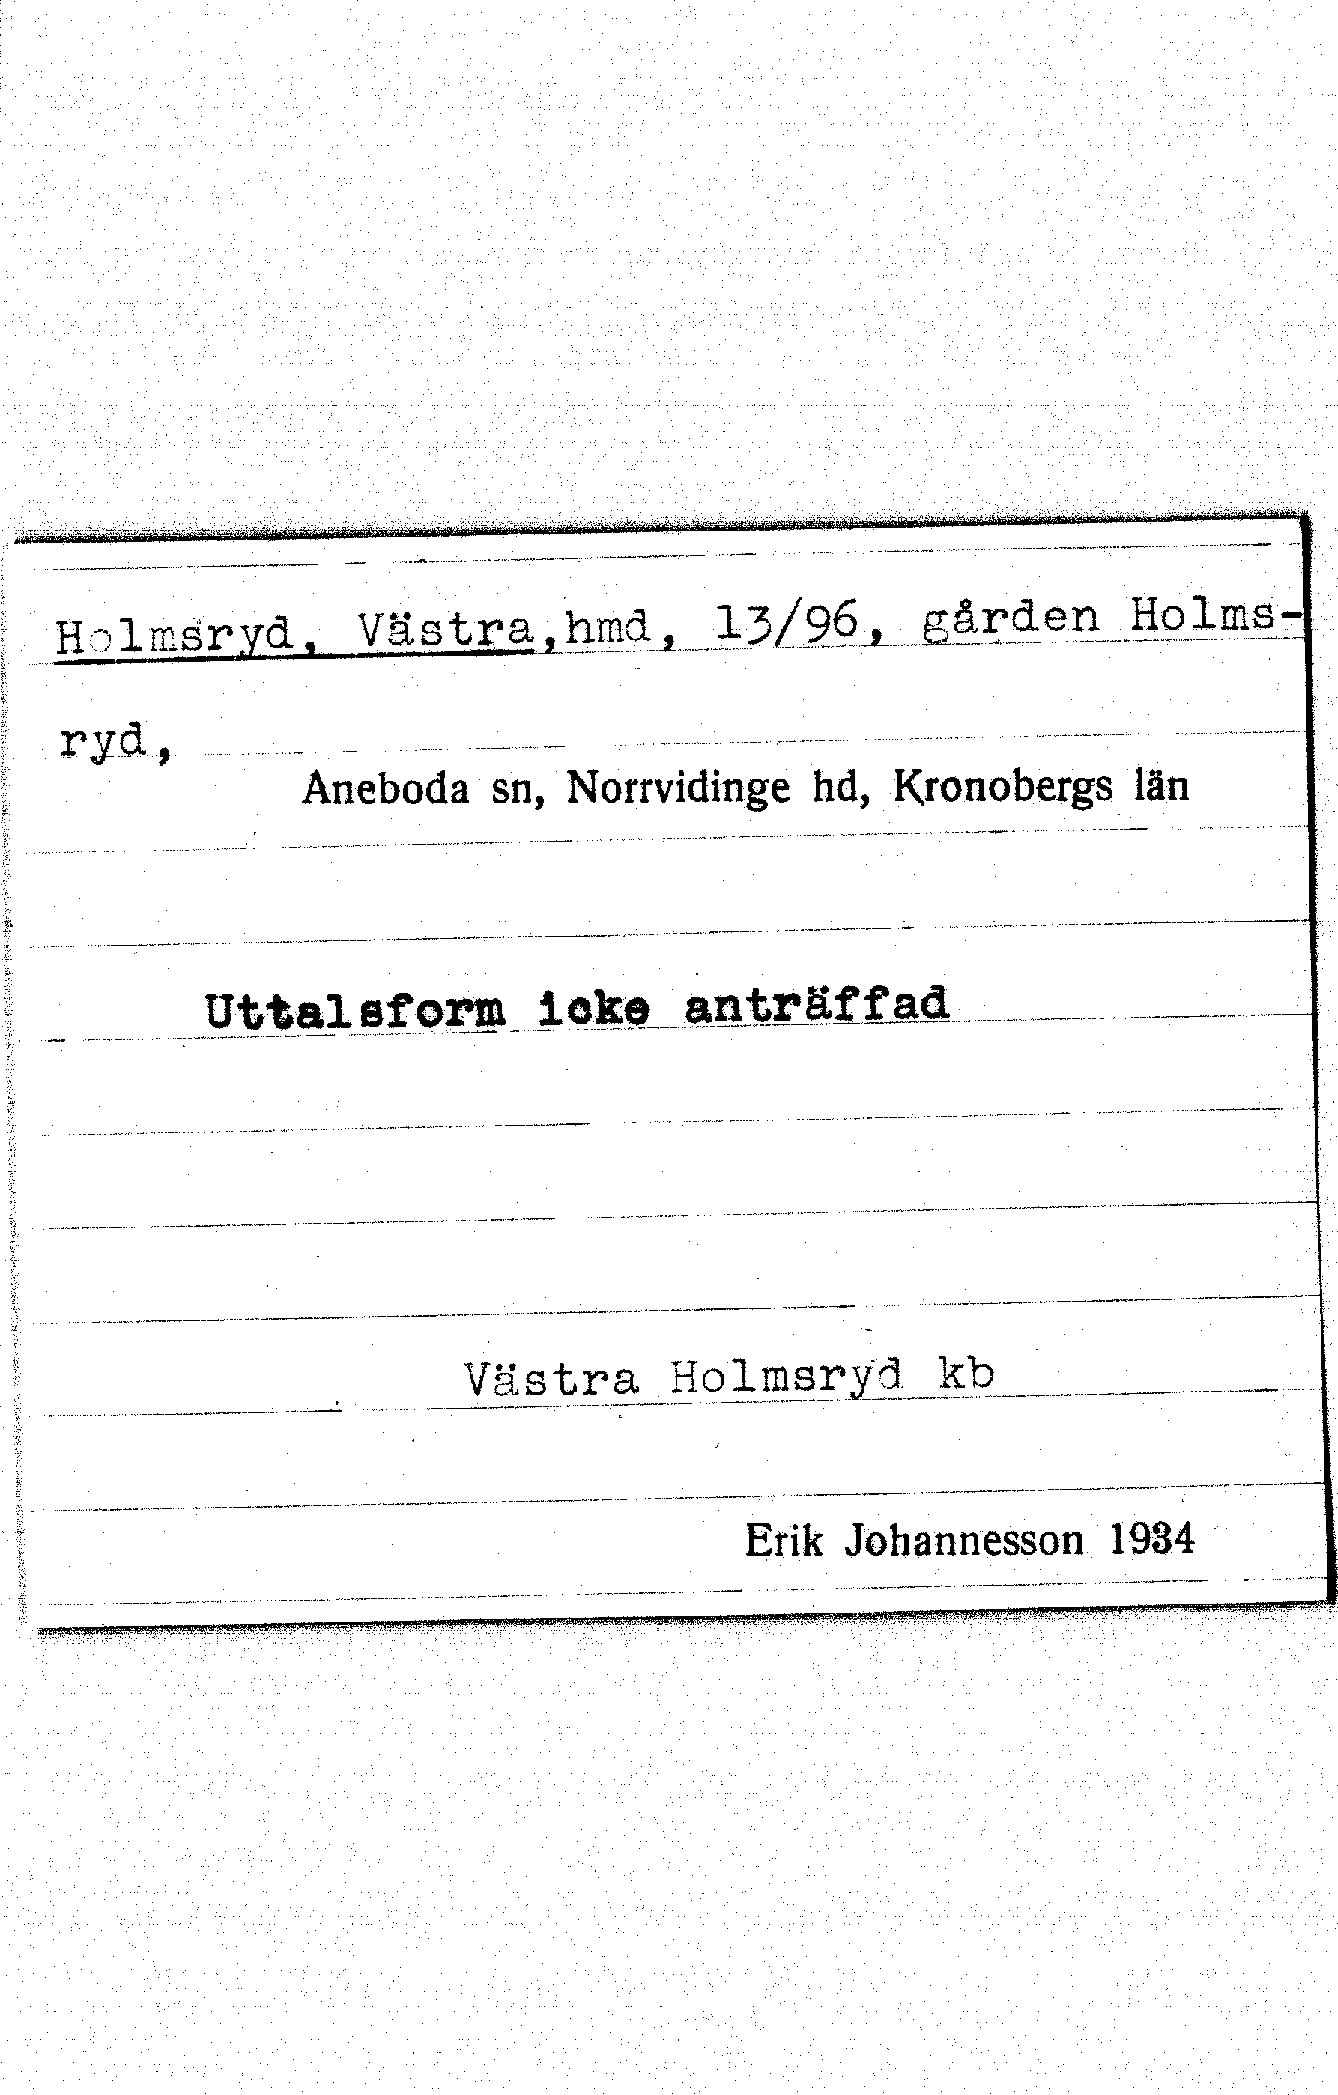 Holmsryd, Västra,hmd, 13/96, gården Holms-
ryd,
Aneboda sn, Norrvidinge hd, Kronobergs län
Uttalsform icke anträffad
Västra Holmsryd kb
Erik Johannesson 1934